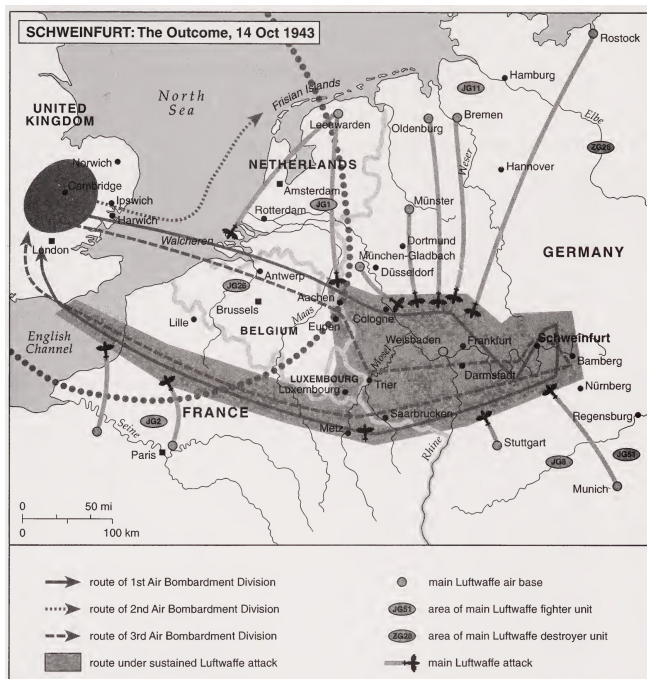 SCHWEINFURT: The Outcome, 14 Oct 1943
Rostock
Hamburg
JG11
North
Sea
Frisian Islands
UNITED
KINGDOM
Leenwarden
Oldenburg
Bremen
Elbe
ZG26
Norwich
NETHERLANDS
Weser
Hannover
Cambridge
Amsterdam
Ipswich
Harwich
JG1
Münster
Rotterdam
London
Walcheren
Dortmund
München-Gladbach
GERMANY
Düsseldorf
Antwerp
JG26
Aachen
Brussels
Maas
Cologne
English
Channel
Lille
BELGIUM
Eupen
Weisbaden
Frankfurt
Schweinfurt
Mosel
Bamberg
LUXEMBOURG
Luxembourg
Trier
Darmstadt
Nürnberg
FRANCE
JG2
Saarbrucken
Regensburg
Seine
Metz
Stuttgart
Paris
Rhine
JG8
JG51
Munich
0 50 mi
0 100 km
route of 1st Air Bombardment Division
route of 2nd Air Bombardment Division
route of 3rd Air Bombardment Division
route under sustained Luftwaffe attack
main Luftwaffe air base
JG51 area of main Luftwaffe fighter unit
ZG26 area of main Luftwaffe destroyer unit
main Luftwaffe attack